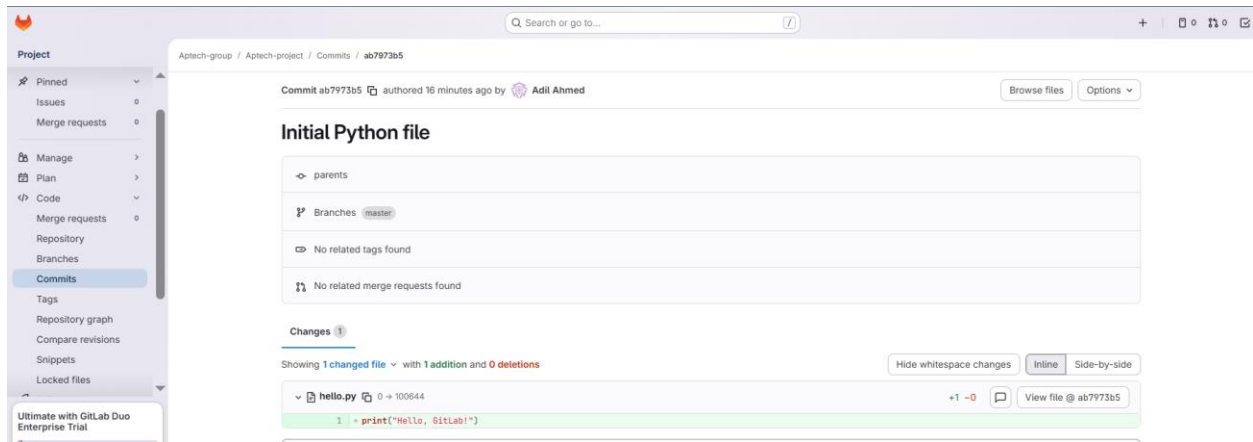 Search or go to... /
0 0
Project
Aptech-group / Aptech-project / Commits / ab7973b5
Pinned
Issues 0
Merge requests 0
Manage
Plan
Code
Merge requests 0
Repository
Branches
Commits
Tags
Repository graph
Compare revisions
Snippets
Locked files
Ultimate with GitLab Duo
Enterprise Trial
Commit ab7973b5 authored 16 minutes ago by Adil Ahmed
Browse files Options
Initial Python file
parents
Branches master
No related tags found
No related merge requests found
Changes 1
Showing 1 changed file with 1 addition and 0 deletions
Hide whitespace changes Inline Side-by-side
hello.py 0 → 100644 +1 −0 View file @ ab7973b5
1 + print("Hello, GitLab!")